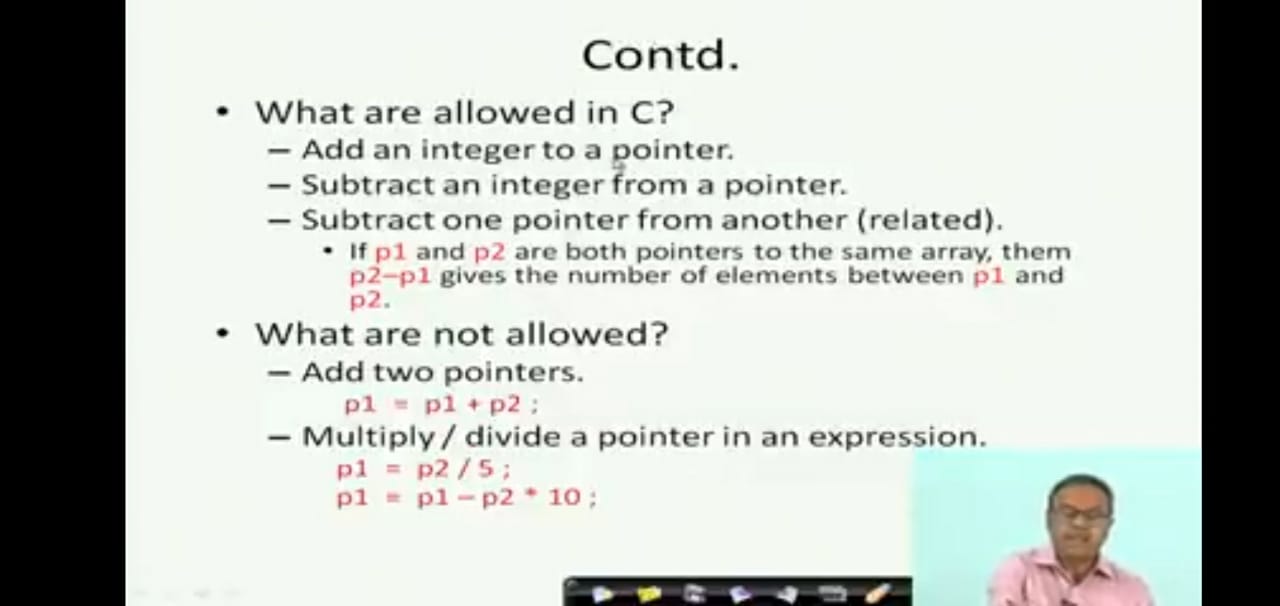 Contd.
• What are allowed in C?
– Add an integer to a pointer.
– Subtract an integer from a pointer.
– Subtract one pointer from another (related).
• If p1 and p2 are both pointers to the same array, them
p2–p1 gives the number of elements between p1 and
p2.
• What are not allowed?
– Add two pointers.
p1 = p1 + p2 ;
– Multiply / divide a pointer in an expression.
p1 = p2 / 5 ;
p1 = p1 – p2 * 10 ;